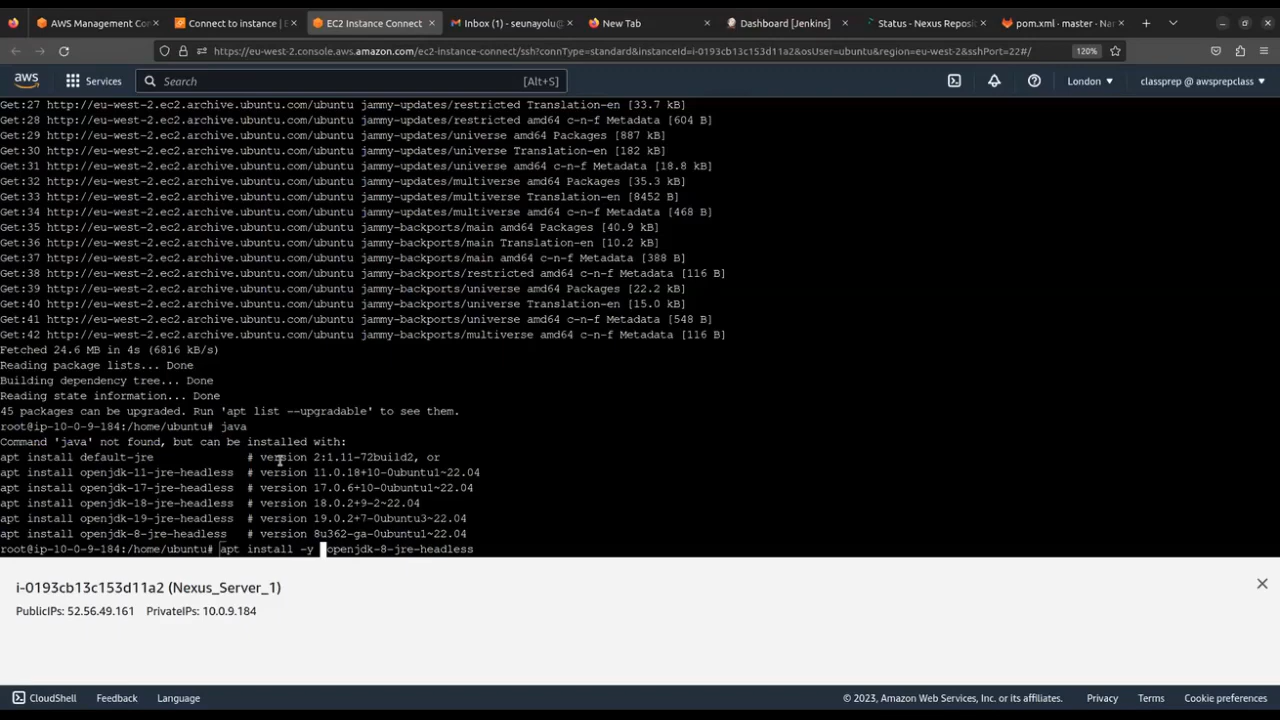 AWS Management Con
Connect to instance | E
EC2 Instance Connect
Inbox (1) - seunayolu@
New Tab
Dashboard [Jenkins]
Status - Nexus Reposi
pom.xml · master · Nar
https://eu-west-2.console.aws.amazon.com/ec2-instance-connect/ssh?connType=standard&instanceId=i-0193cb13c153d11a2&osUser=ubuntu&region=eu-west-2&sshPort=22#/
120%
aws
Services
Search
[Alt+S]
London
classprep @ awsprepclass
Get:27 http://eu-west-2.ec2.archive.ubuntu.com/ubuntu jammy-updates/restricted Translation-en [33.7 kB]
Get:28 http://eu-west-2.ec2.archive.ubuntu.com/ubuntu jammy-updates/restricted amd64 c-n-f Metadata [604 B]
Get:29 http://eu-west-2.ec2.archive.ubuntu.com/ubuntu jammy-updates/universe amd64 Packages [887 kB]
Get:30 http://eu-west-2.ec2.archive.ubuntu.com/ubuntu jammy-updates/universe Translation-en [182 kB]
Get:31 http://eu-west-2.ec2.archive.ubuntu.com/ubuntu jammy-updates/universe amd64 c-n-f Metadata [18.8 kB]
Get:32 http://eu-west-2.ec2.archive.ubuntu.com/ubuntu jammy-updates/multiverse amd64 Packages [35.3 kB]
Get:33 http://eu-west-2.ec2.archive.ubuntu.com/ubuntu jammy-updates/multiverse Translation-en [8452 B]
Get:34 http://eu-west-2.ec2.archive.ubuntu.com/ubuntu jammy-updates/multiverse amd64 c-n-f Metadata [468 B]
Get:35 http://eu-west-2.ec2.archive.ubuntu.com/ubuntu jammy-backports/main amd64 Packages [40.9 kB]
Get:36 http://eu-west-2.ec2.archive.ubuntu.com/ubuntu jammy-backports/main Translation-en [10.2 kB]
Get:37 http://eu-west-2.ec2.archive.ubuntu.com/ubuntu jammy-backports/main amd64 c-n-f Metadata [388 B]
Get:38 http://eu-west-2.ec2.archive.ubuntu.com/ubuntu jammy-backports/restricted amd64 c-n-f Metadata [116 B]
Get:39 http://eu-west-2.ec2.archive.ubuntu.com/ubuntu jammy-backports/universe amd64 Packages [22.2 kB]
Get:40 http://eu-west-2.ec2.archive.ubuntu.com/ubuntu jammy-backports/universe Translation-en [15.0 kB]
Get:41 http://eu-west-2.ec2.archive.ubuntu.com/ubuntu jammy-backports/universe amd64 c-n-f Metadata [548 B]
Get:42 http://eu-west-2.ec2.archive.ubuntu.com/ubuntu jammy-backports/multiverse amd64 c-n-f Metadata [116 B]
Fetched 24.6 MB in 4s (6816 kB/s)
Reading package lists... Done
Building dependency tree... Done
Reading state information... Done
45 packages can be upgraded. Run 'apt list --upgradable' to see them.
root@ip-10-0-9-184:/home/ubuntu# java
Command 'java' not found, but can be installed with:
apt install default-jre # version 2:1.11-72build2, or
apt install openjdk-11-jre-headless # version 11.0.18+10-0ubuntu1~22.04
apt install openjdk-17-jre-headless # version 17.0.6+10-0ubuntu1~22.04
apt install openjdk-18-jre-headless # version 18.0.2+9-2~22.04
apt install openjdk-19-jre-headless # version 19.0.2+7-0ubuntu3~22.04
apt install openjdk-8-jre-headless # version 8u362-ga-0ubuntu1~22.04
root@ip-10-0-9-184:/home/ubuntu# apt install -y openjdk-8-jre-headless
i-0193cb13c153d11a2 (Nexus_Server_1)
PublicIPs: 52.56.49.161 PrivateIPs: 10.0.9.184
CloudShell
Feedback
Language
© 2023, Amazon Web Services, Inc. or its affiliates.
Privacy
Terms
Cookie preferences